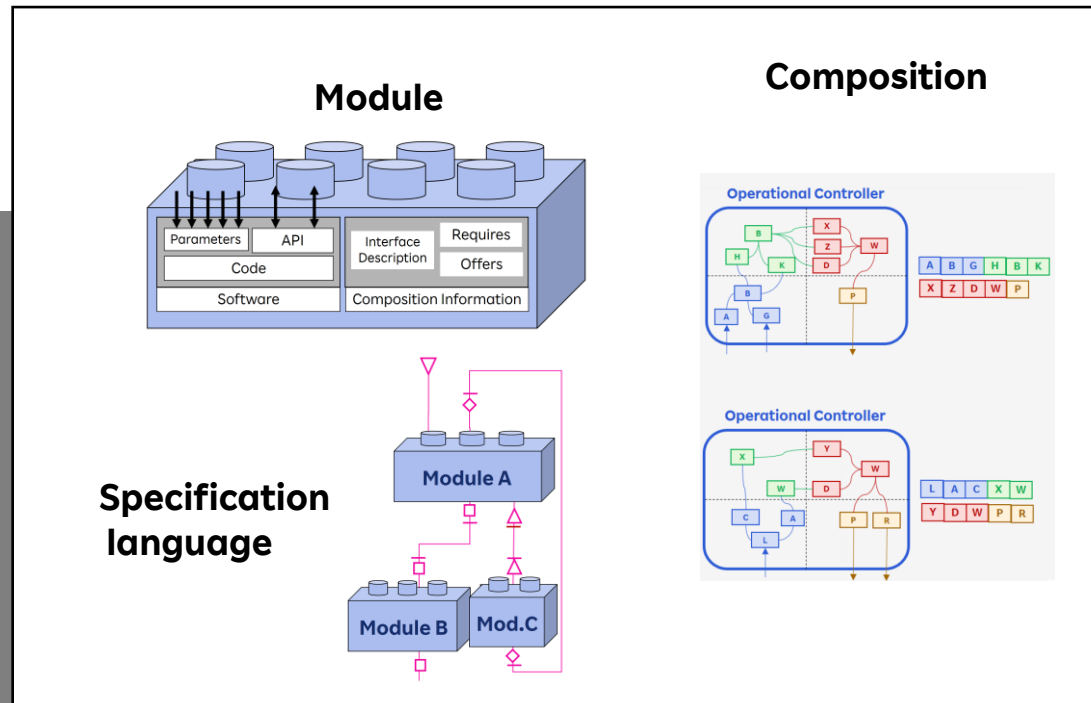 Module
Composition
Parameters
API
Code
Software
Interface
Description
Requires
Offers
Composition Information
Specification
language
Module A
Module B
Mod.C
Operational Controller
B
X
Z
W
H
K
D
B
P
A
G
A B G H B K
X Z D W P
Operational Controller
X
Y
W
W
D
C
A
P
R
L
L A C X W
Y D W P R